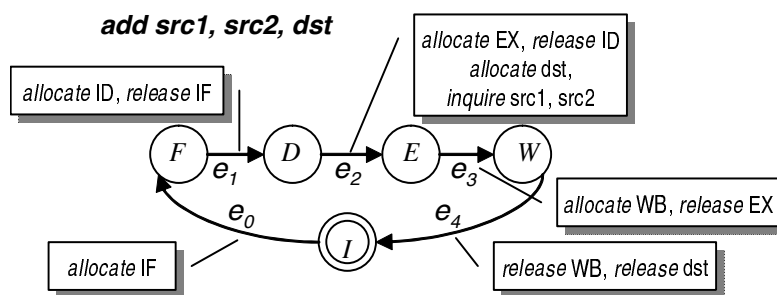 add src1, src2, dst
allocate EX, release ID
allocate dst,
inquire src1, src2
allocate ID, release IF
F
D
E
W
e1
e2
e3
allocate WB, release EX
e0
e4
I
allocate IF
release WB, release dst